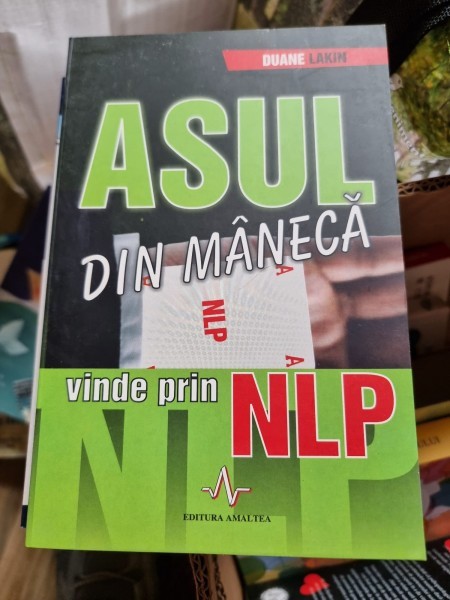 DUANE LAKIN
ASUL
DIN MÂNECĂ
A
NLP
A
vinde prin NLP
NLP
EDITURA AMALTEA